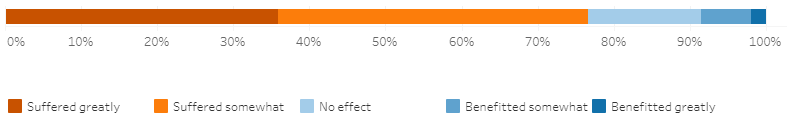 0% 10% 20% 30% 40% 50% 60% 70% 80% 90% 100%
Suffered greatly Suffered somewhat No effect Benefitted somewhat Benefitted greatly